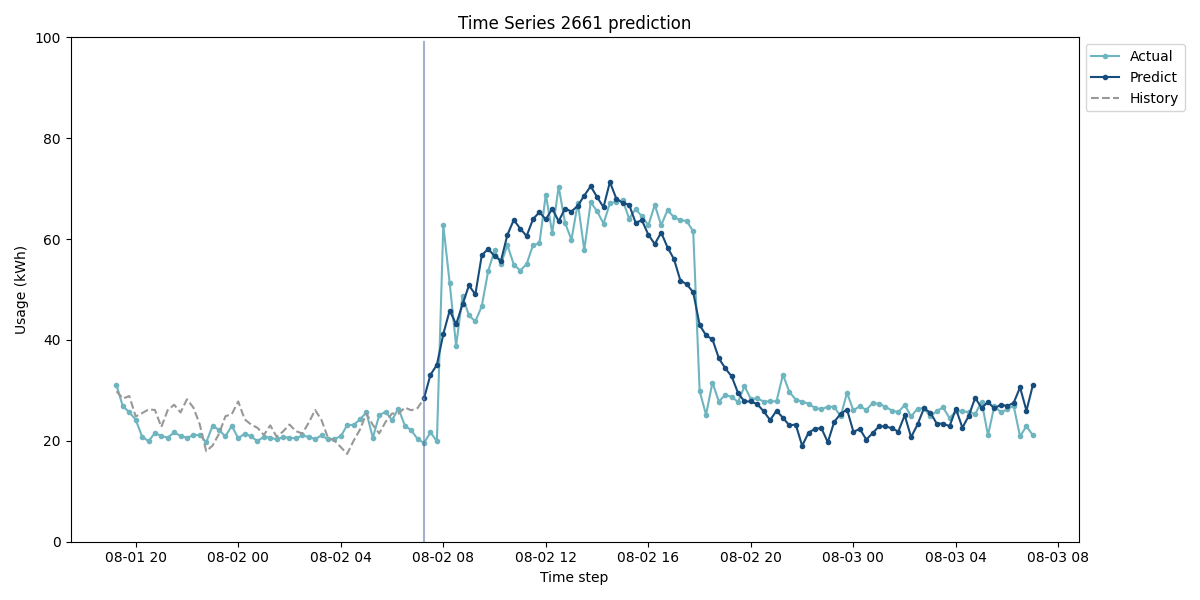 Time Series 2661 prediction
100
80
60
40
20
0
Usage (kWh)
08-01 20
08-02 00
08-02 04
08-02 08
08-02 12
08-02 16
08-02 20
08-03 00
08-03 04
08-03 08
Time step
Actual
Predict
History